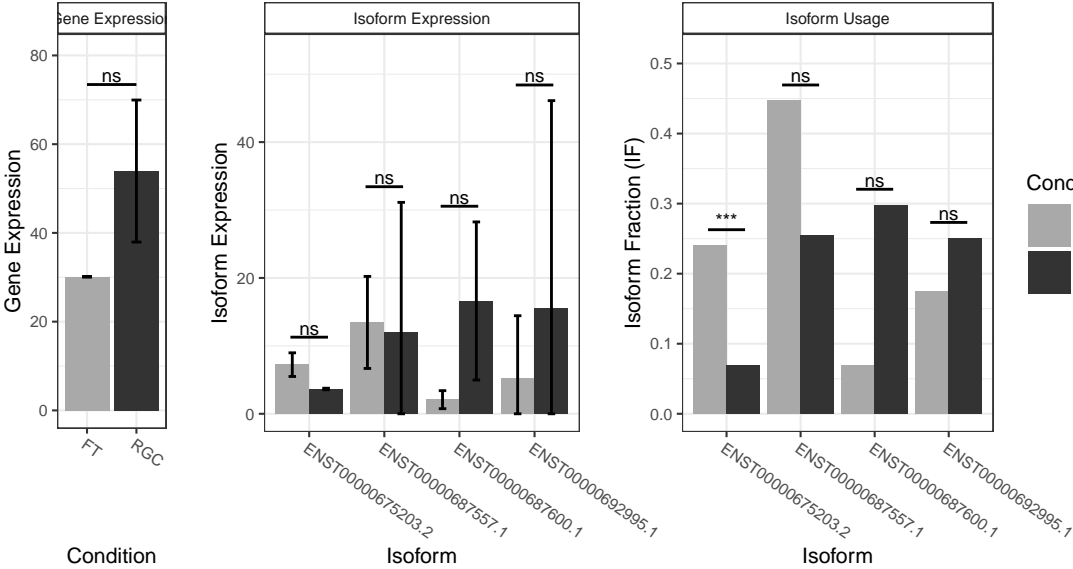 Gene Expression
Isoform Expression
Isoform Usage
Gene Expression
80
60
40
20
0
ns
FT
RGC
Condition
Isoform Expression
40
20
0
ns
ns
ns
ns
ENST00000675203.2
ENST00000687557.1
ENST00000687600.1
ENST00000692995.1
Isoform
Isoform Fraction (IF)
0.5
0.4
0.3
0.2
0.1
0.0
***
ns
ns
ns
ENST00000675203.2
ENST00000687557.1
ENST00000687600.1
ENST00000692995.1
Isoform
Cond